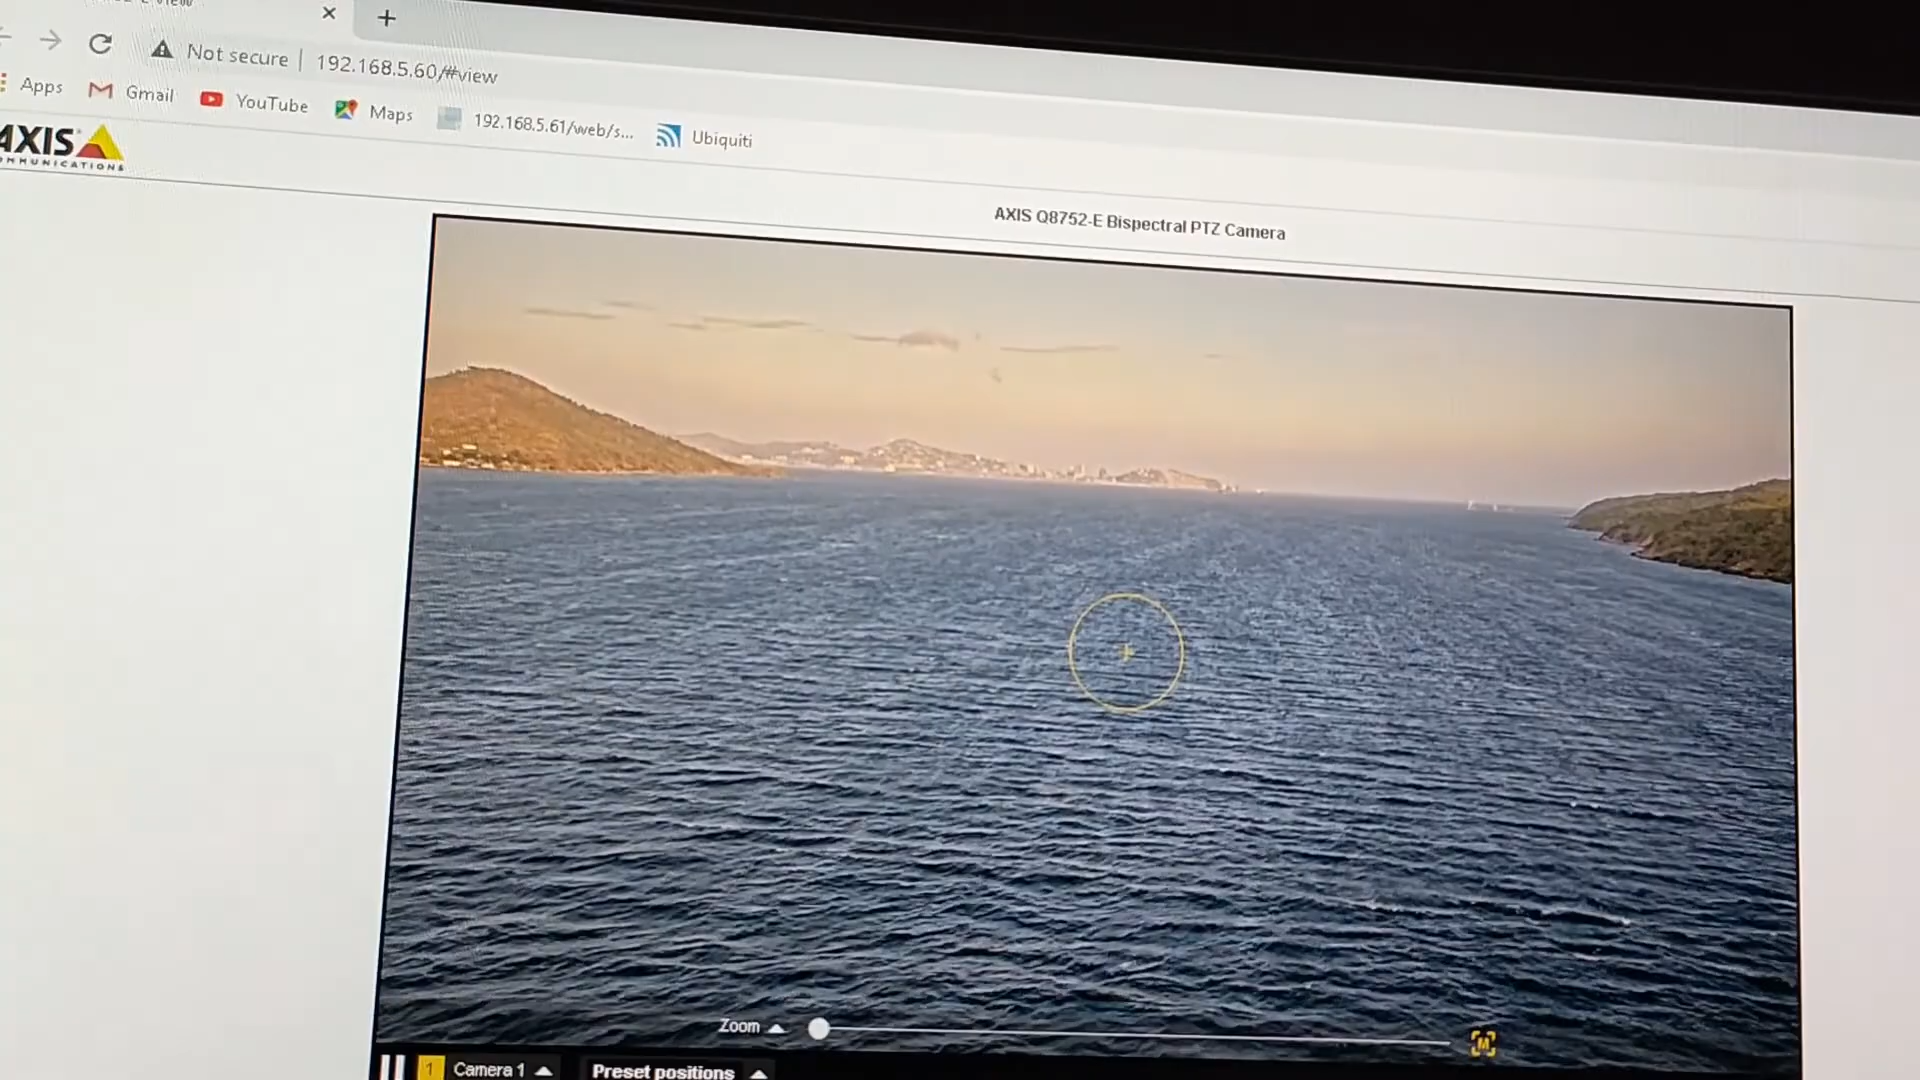 Not secure | 192.168.5.60/#view
Apps Gmail YouTube Maps 192.168.5.61/web/s... Ubiquiti
AXIS
COMMUNICATIONS
AXIS Q8752-E Bispectral PTZ Camera
Zoom
M
1 Camera 1 Preset positions